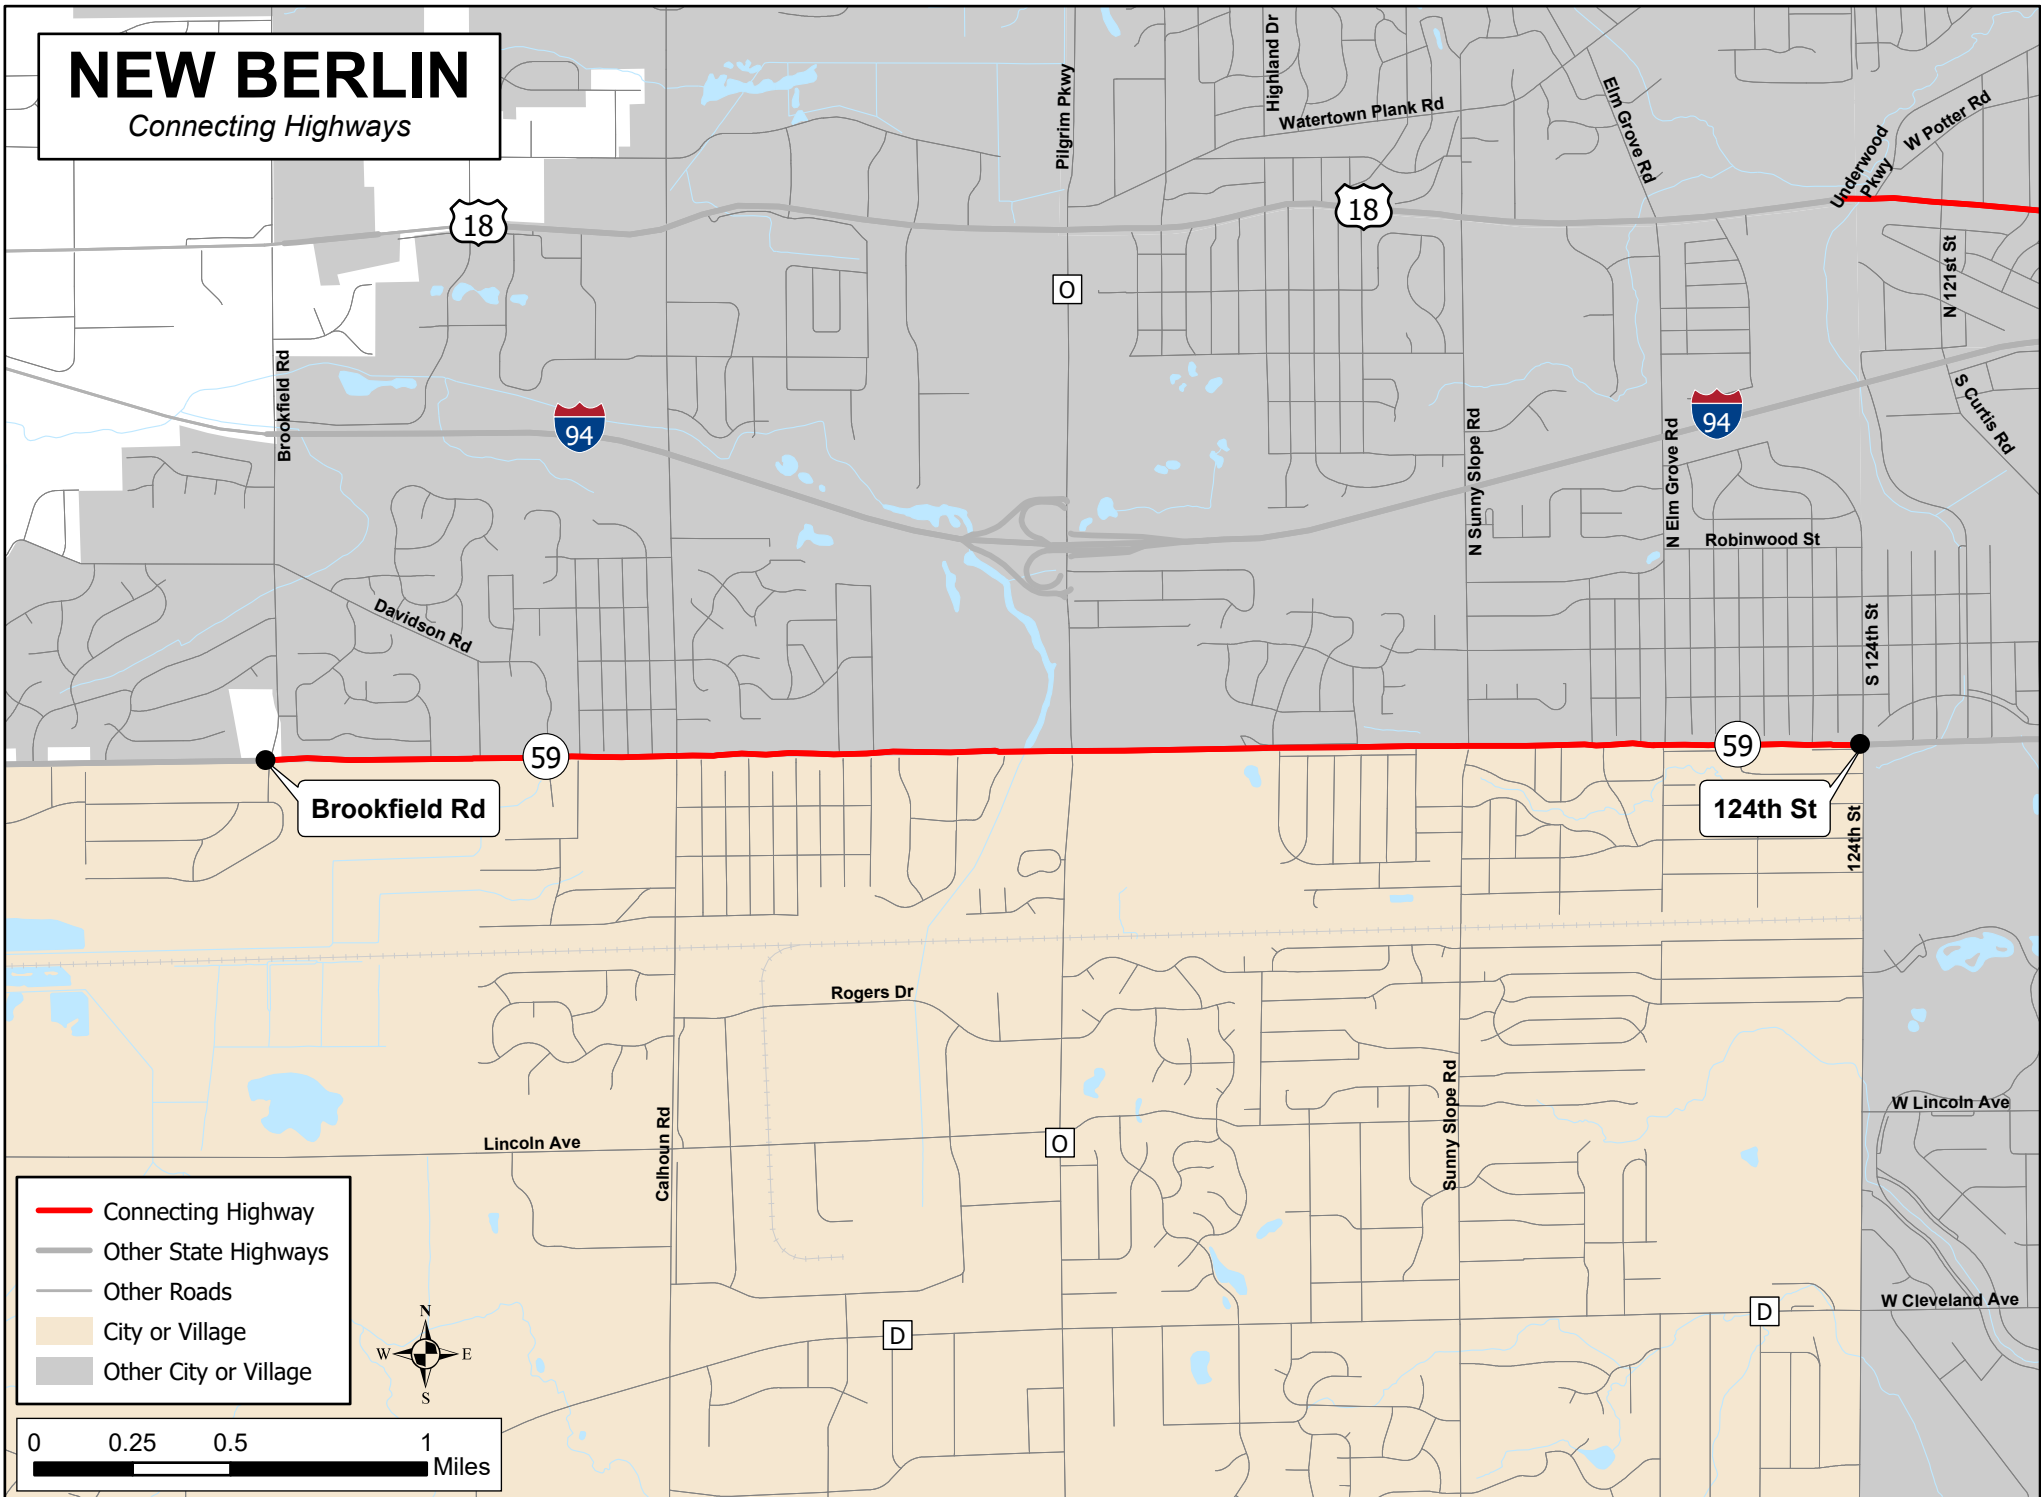 NEW BERLIN
Connecting Highways
Pilgrim Pkwy
Highland Dr
Watertown Plank Rd
Elm Grove Rd
Underwood
Pkwy
W Potter Rd
18
18
O
N 121st St
Brookfield Rd
94
94
N Sunny Slope Rd
N Elm Grove Rd
S Curtis Rd
Robinwood St
Davidson Rd
S 124th St
59
59
Brookfield Rd
124th St
124th St
Rogers Dr
Sunny Slope Rd
W Lincoln Ave
Calhoun Rd
Lincoln Ave
O
Connecting Highway
Other State Highways
Other Roads
City or Village
Other City or Village
N
W
E
S
D
D
W Cleveland Ave
0 0.25 0.5 1
Miles